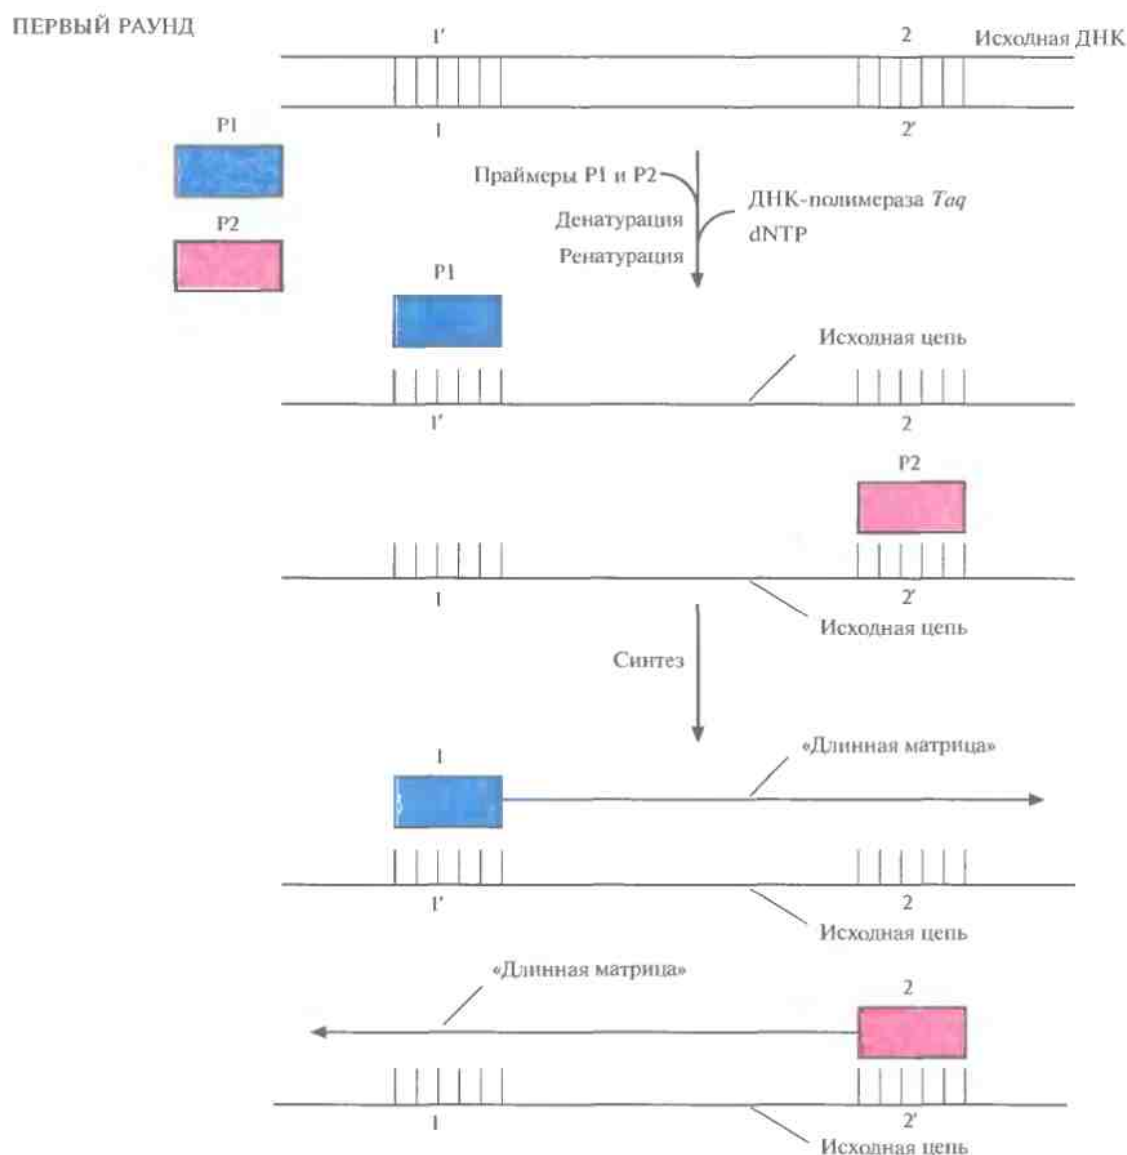 ПЕРВЫЙ РАУНД
1'
2
Исходная ДНК
1
2'
P1
P2
Праймеры P1 и P2
Денатурация
Ренатурация
ДНК-полимераза Taq
dNTP
P1
Исходная цепь
1'
2
P2
1
2'
Исходная цепь
Синтез
1
«Длинная матрица»
1'
2
Исходная цепь
«Длинная матрица»
2
1
2'
Исходная цепь